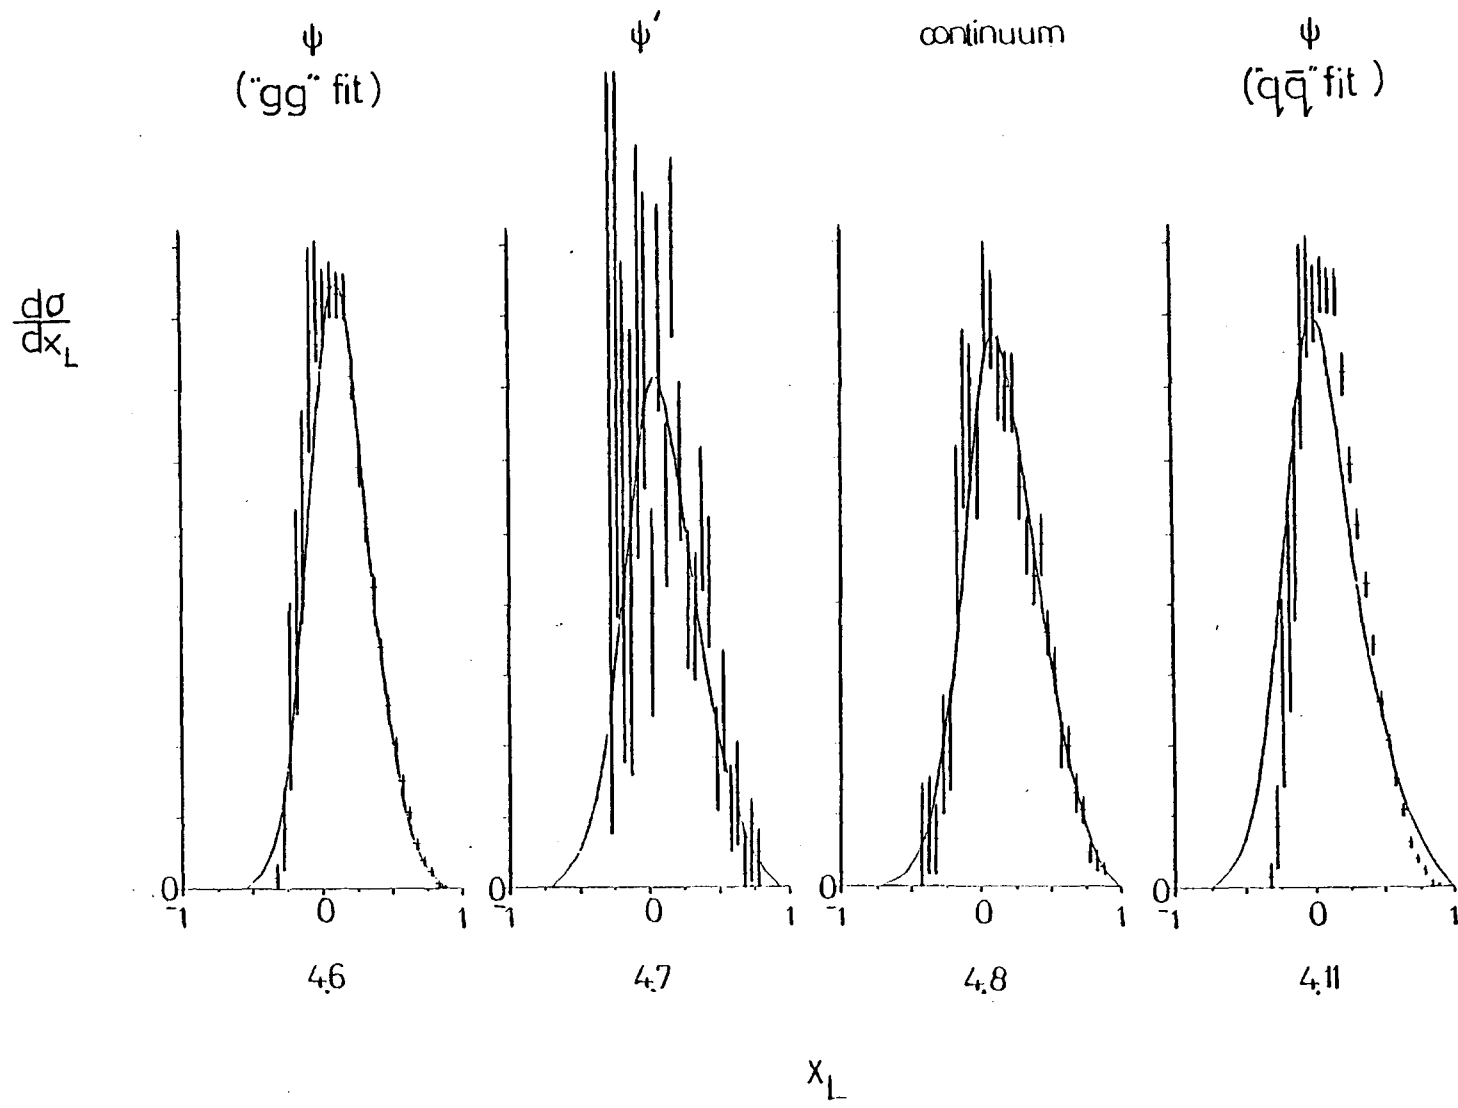 ψ ψ′ continuum ψ
("gg" fit) ("qq̄" fit)
dσ
dx_L
0 0 0 0
-1 0 1 -1 0 1 -1 0 1 -1 0 1
4.6 4.7 4.8 4.11
x_L